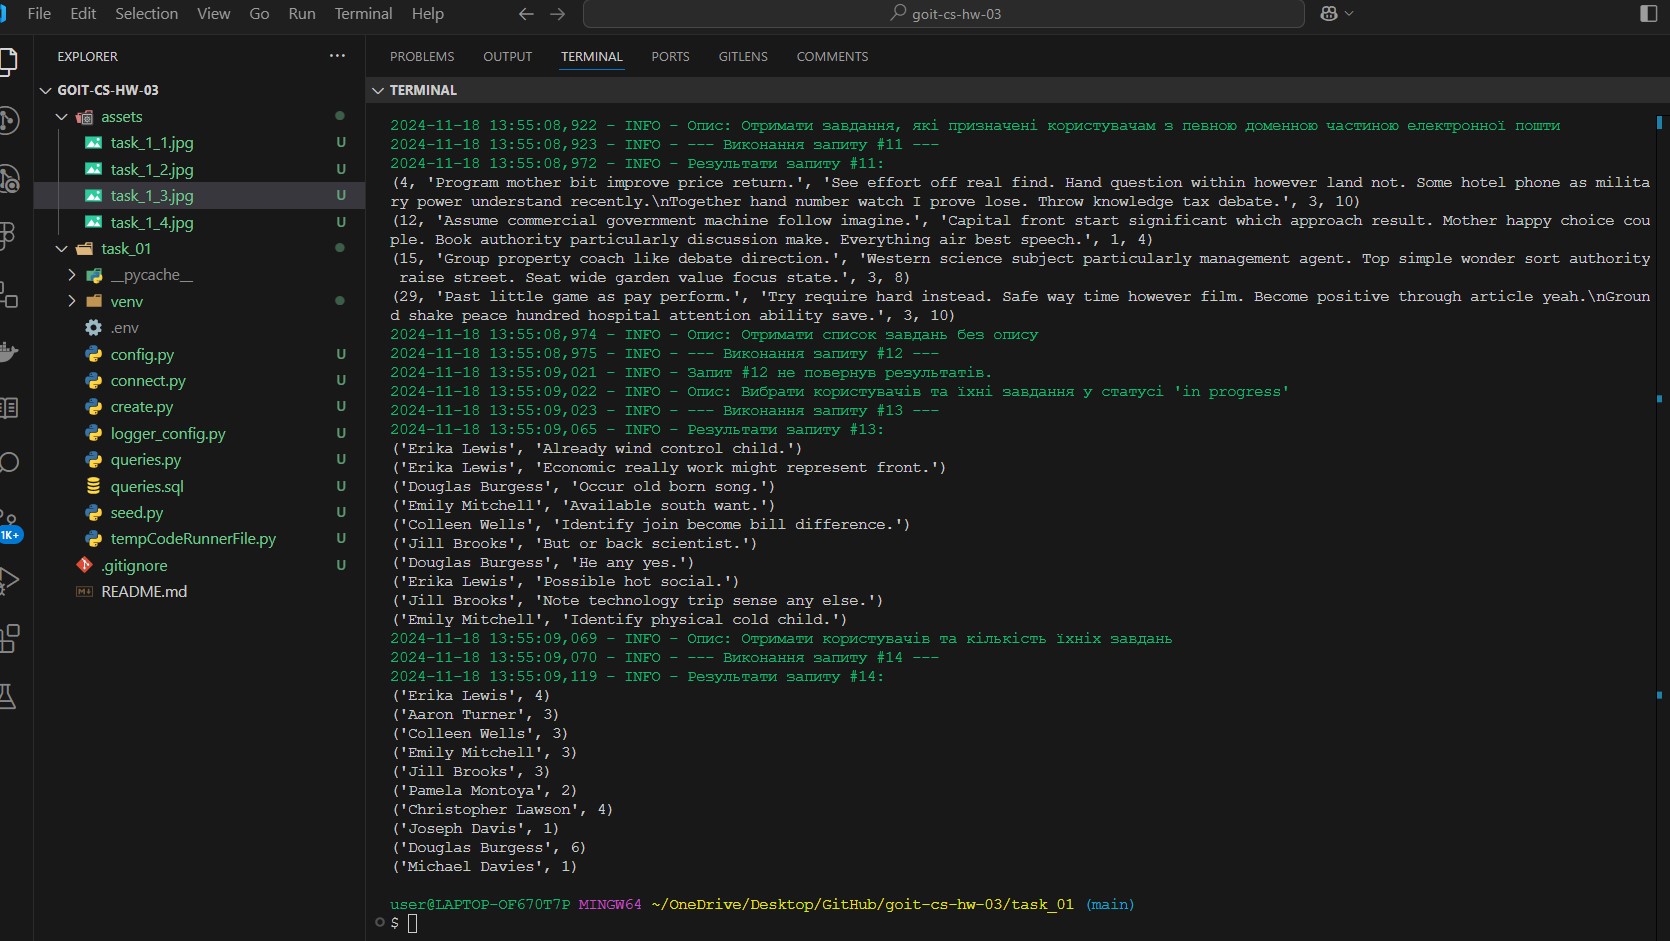 File Edit Selection View Go Run Terminal Help
goit-cs-hw-03
EXPLORER
GOIT-CS-HW-03
assets
task_1_1.jpg U
task_1_2.jpg U
task_1_3.jpg U
task_1_4.jpg U
task_01
__pycache__
venv
.env
config.py U
connect.py U
create.py U
logger_config.py U
queries.py U
queries.sql U
seed.py U
tempCodeRunnerFile.py U
.gitignore U
README.md
1K+
PROBLEMS OUTPUT TERMINAL PORTS GITLENS COMMENTS
TERMINAL
2024-11-18 13:55:08,922 - INFO - Опис: Отримати завдання, які призначені користувачам з певною доменною частиною електронної пошти
2024-11-18 13:55:08,923 - INFO - --- Виконання запиту #11 ---
2024-11-18 13:55:08,972 - INFO - Результати запиту #11:
(4, 'Program mother bit improve price return.', 'See effort off real find. Hand question within however land not. Some hotel phone as milita
ry power understand recently.\nTogether hand number watch I prove lose. Throw knowledge tax debate.', 3, 10)
(12, 'Assume commercial government machine follow imagine.', 'Capital front start significant which approach result. Mother happy choice cou
ple. Book authority particularly discussion make. Everything air best speech.', 1, 4)
(15, 'Group property coach like debate direction.', 'Western science subject particularly management agent. Top simple wonder sort authority
raise street. Seat wide garden value focus state.', 3, 8)
(29, 'Past little game as pay perform.', 'Try require hard instead. Safe way time however film. Become positive through article yeah.\nGroun
d shake peace hundred hospital attention ability save.', 3, 10)
2024-11-18 13:55:08,974 - INFO - Опис: Отримати список завдань без опису
2024-11-18 13:55:08,975 - INFO - --- Виконання запиту #12 ---
2024-11-18 13:55:09,021 - INFO - Запит #12 не повернув результатів.
2024-11-18 13:55:09,022 - INFO - Опис: Вибрати користувачів та їхні завдання у статусі 'in progress'
2024-11-18 13:55:09,023 - INFO - --- Виконання запиту #13 ---
2024-11-18 13:55:09,065 - INFO - Результати запиту #13:
('Erika Lewis', 'Already wind control child.')
('Erika Lewis', 'Economic really work might represent front.')
('Douglas Burgess', 'Occur old born song.')
('Emily Mitchell', 'Available south want.')
('Colleen Wells', 'Identify join become bill difference.')
('Jill Brooks', 'But or back scientist.')
('Douglas Burgess', 'He any yes.')
('Erika Lewis', 'Possible hot social.')
('Jill Brooks', 'Note technology trip sense any else.')
('Emily Mitchell', 'Identify physical cold child.')
2024-11-18 13:55:09,069 - INFO - Опис: Отримати користувачів та кількість їхніх завдань
2024-11-18 13:55:09,070 - INFO - --- Виконання запиту #14 ---
2024-11-18 13:55:09,119 - INFO - Результати запиту #14:
('Erika Lewis', 4)
('Aaron Turner', 3)
('Colleen Wells', 3)
('Emily Mitchell', 3)
('Jill Brooks', 3)
('Pamela Montoya', 2)
('Christopher Lawson', 4)
('Joseph Davis', 1)
('Douglas Burgess', 6)
('Michael Davies', 1)
user@LAPTOP-OF670T7P MINGW64 ~/OneDrive/Desktop/GitHub/goit-cs-hw-03/task_01 (main)
$